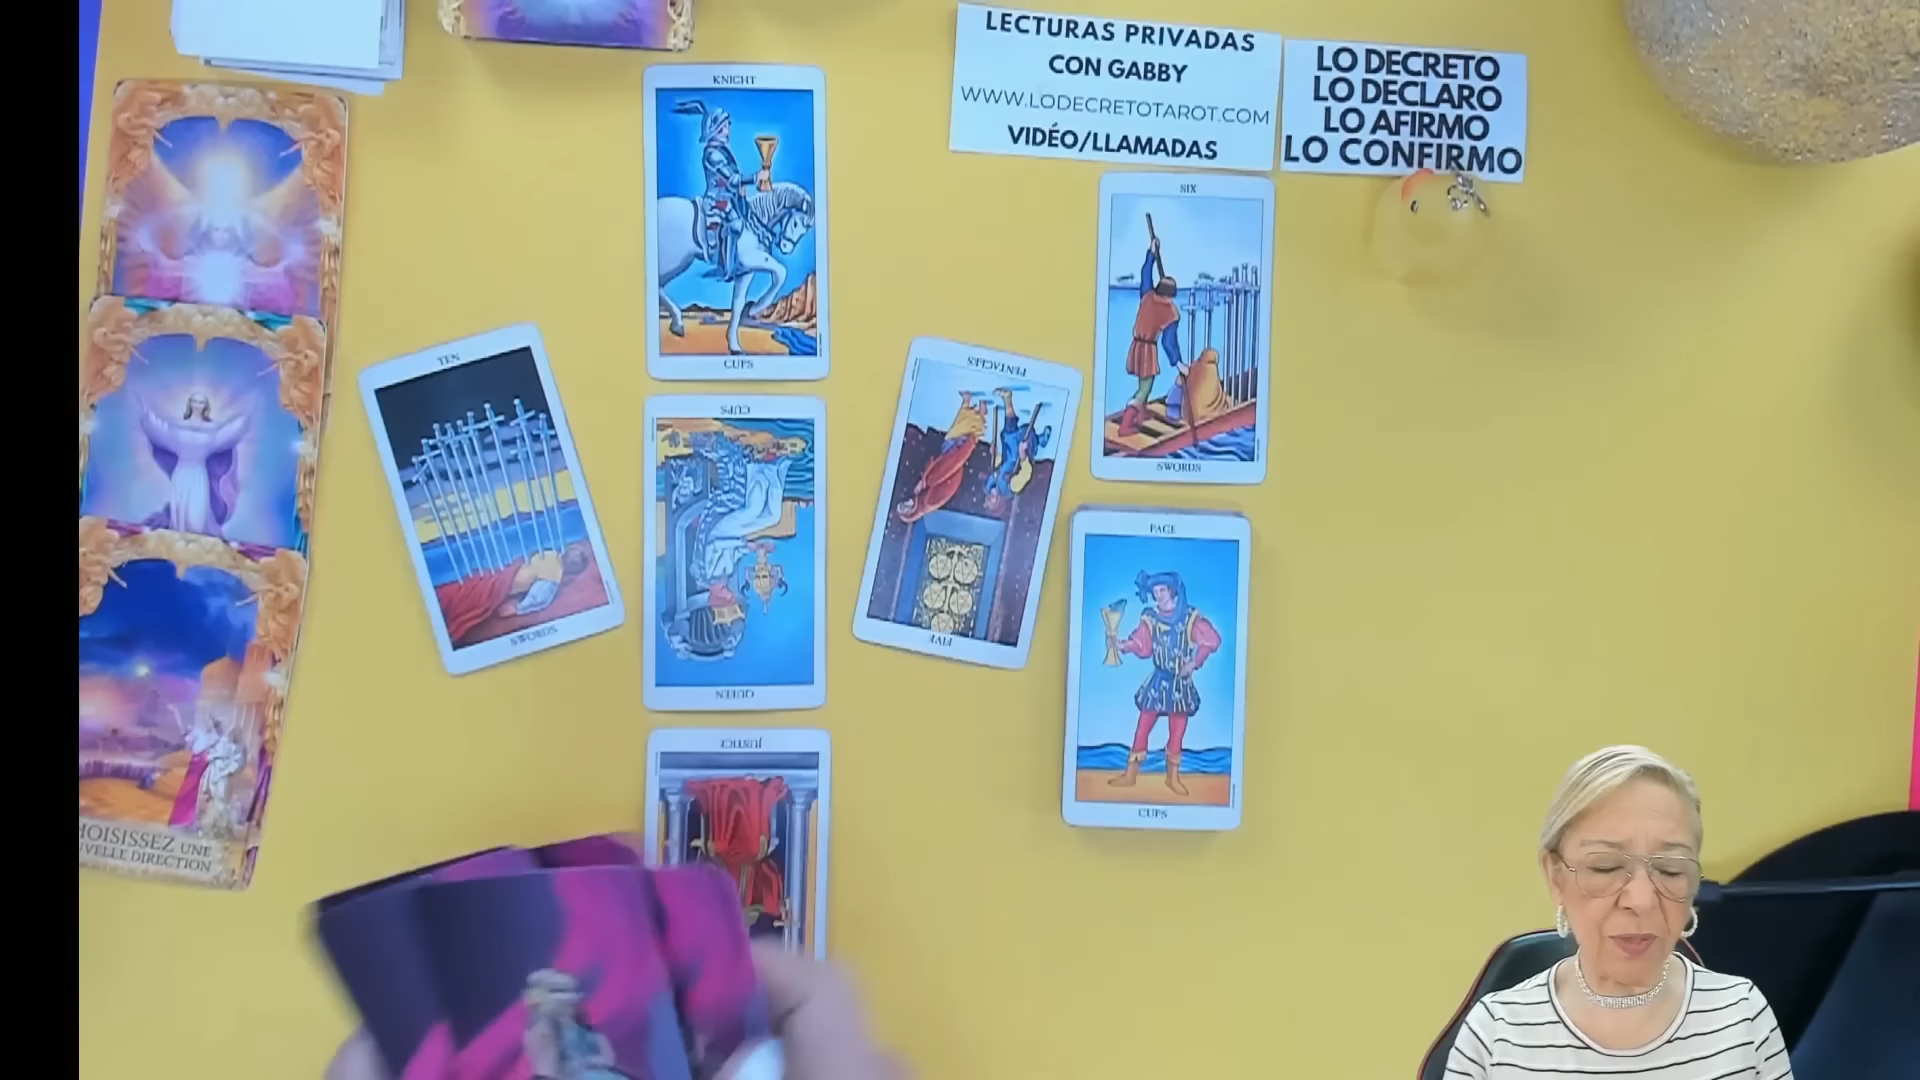 LECTURAS PRIVADAS
CON GABBY
WWW.LODECRETOTAROT.COM
VIDÉO/LLAMADAS
LO DECRETO
LO DECLARO
LO AFIRMO
LO CONFIRMO
KNIGHT
CUPS
SIX
SWORDS
TEN
SWORDS
CUPS
QUEEN
PENTACLES
FIVE
PAGE
CUPS
JUSTICE
HOISISSEZ UNE
VELLE DIRECTION